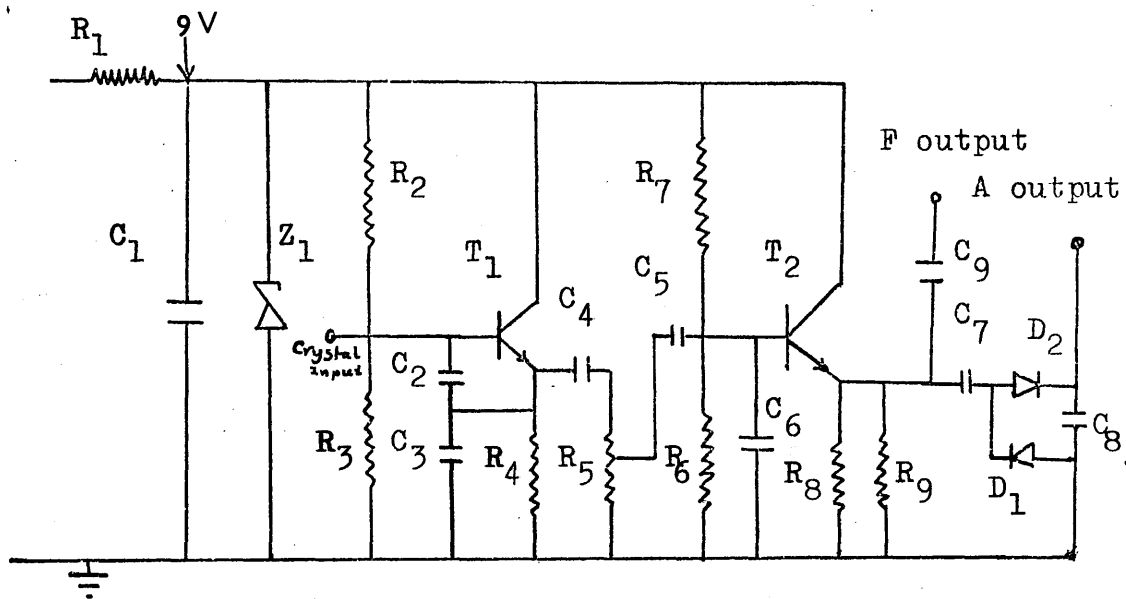 R1
9V
F output
A output
R2
R7
C1
Z1
T1
C5
T2
C9
C4
C7
D2
Crystal
Input
C2
C6
C8
R3
C3
R4
R5
R6
R8
R9
D1